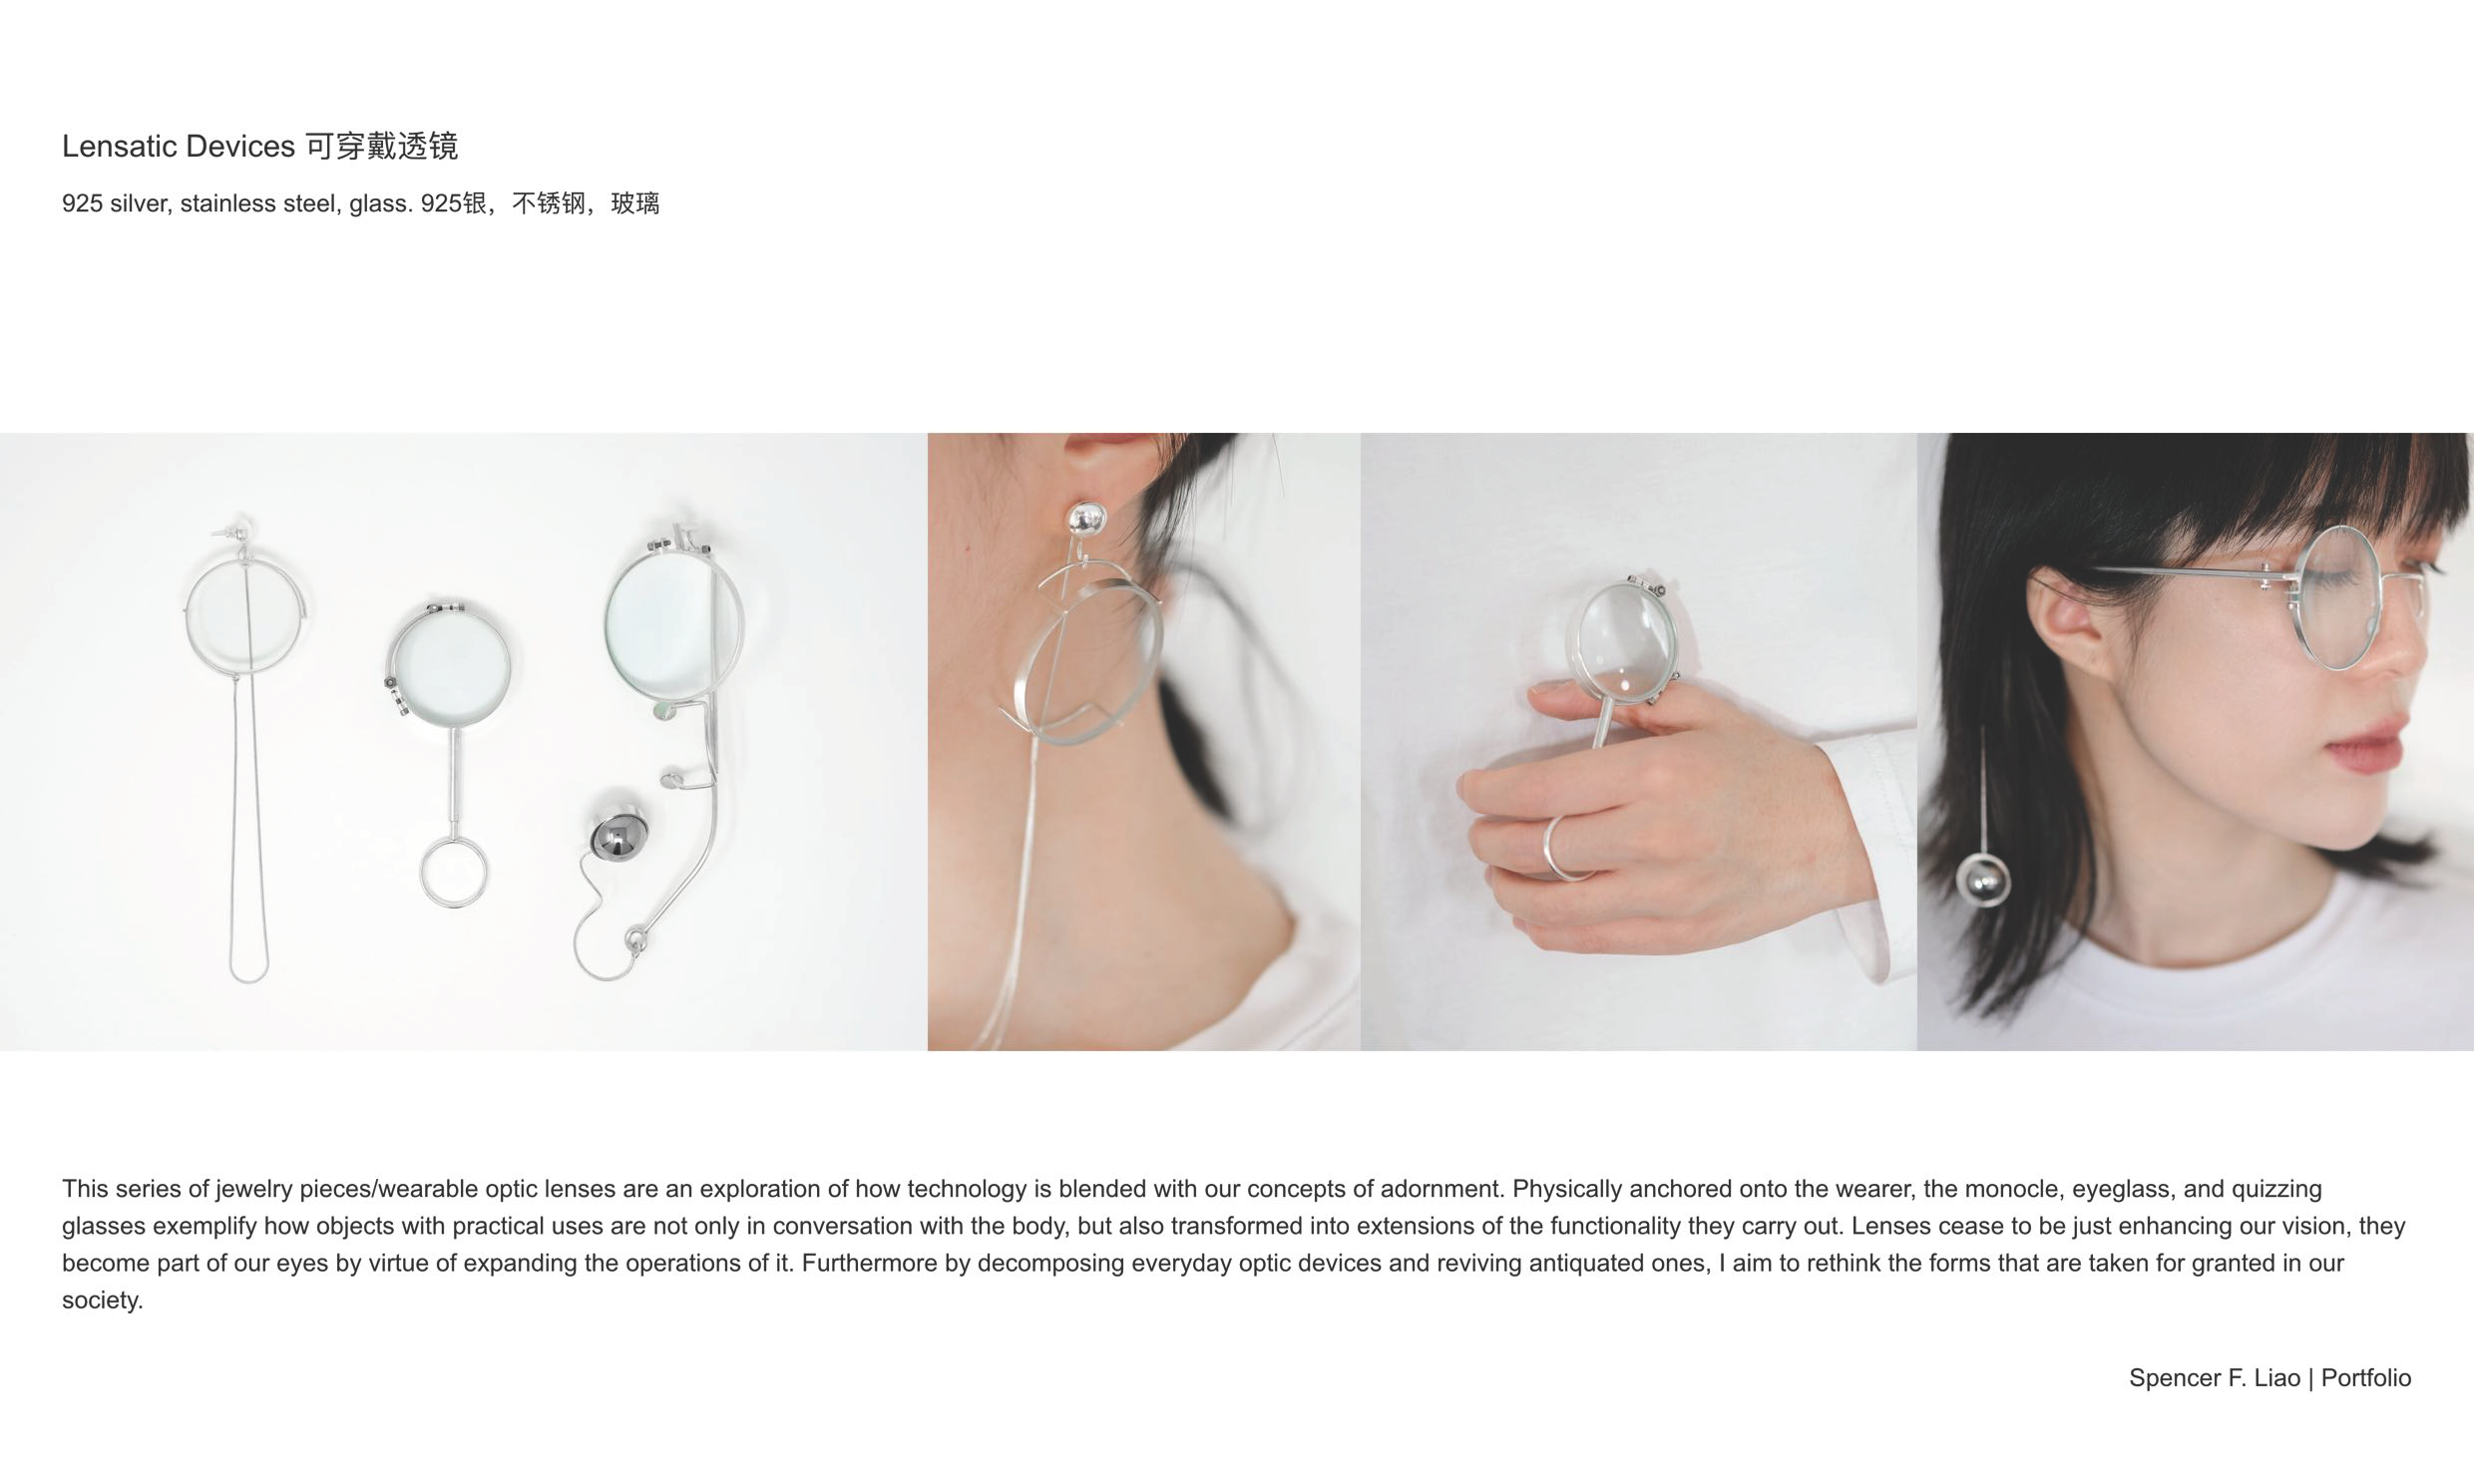 Lensatic Devices 可穿戴透镜
925 silver, stainless steel, glass. 925银，不锈钢，玻璃
This series of jewelry pieces/wearable optic lenses are an exploration of how technology is blended with our concepts of adornment. Physically anchored onto the wearer, the monocle, eyeglass, and quizzing
glasses exemplify how objects with practical uses are not only in conversation with the body, but also transformed into extensions of the functionality they carry out. Lenses cease to be just enhancing our vision, they
become part of our eyes by virtue of expanding the operations of it. Furthermore by decomposing everyday optic devices and reviving antiquated ones, I aim to rethink the forms that are taken for granted in our
society.
Spencer F. Liao | Portfolio